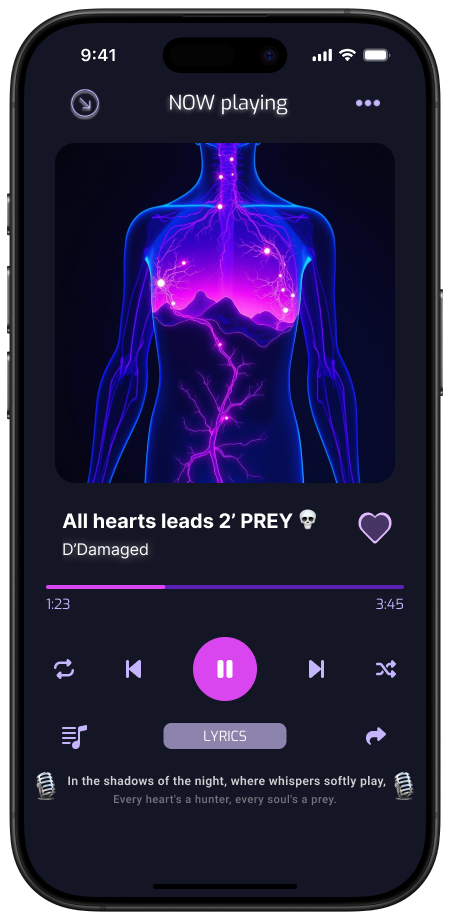 9:41
NOW playing
All hearts leads 2’ PREY 💀
D’Damaged
1:23 3:45
LYRICS
In the shadows of the night, where whispers softly play,
Every heart's a hunter, every soul's a prey.